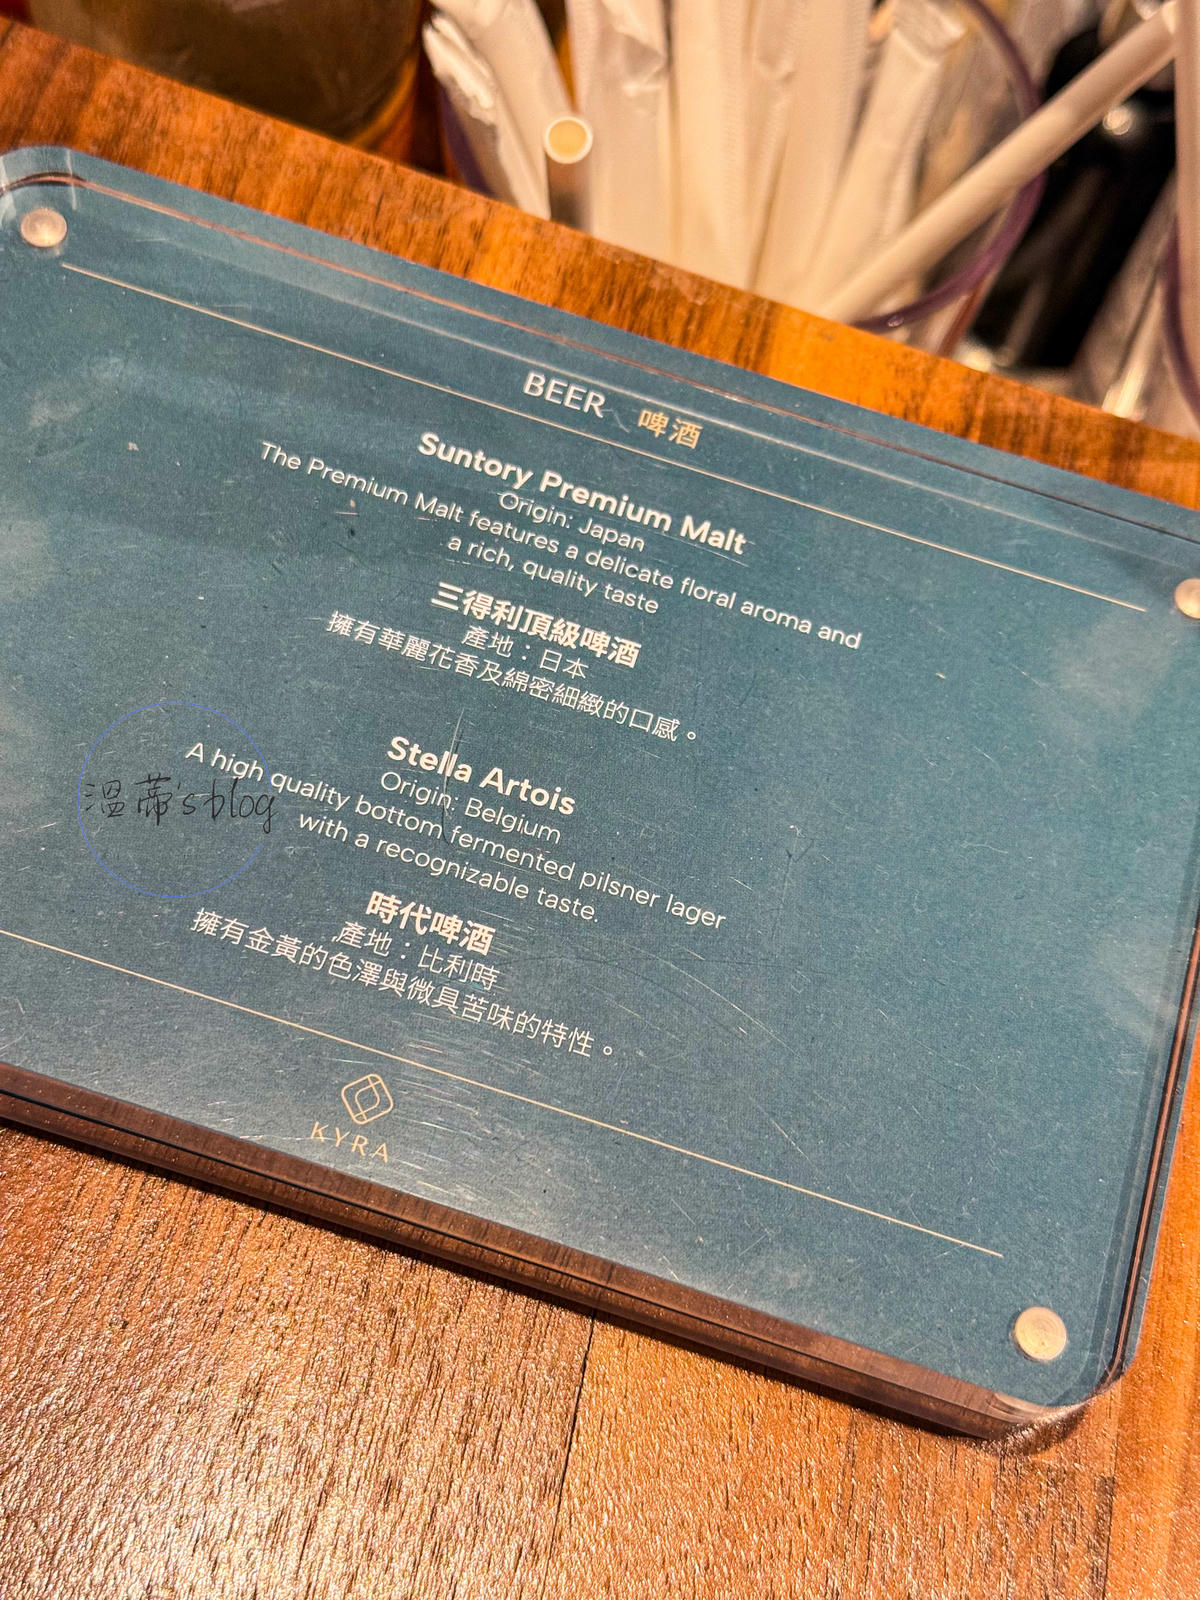 BEER 啤酒
Suntory Premium Malt
Origin: Japan
The Premium Malt features a delicate floral aroma and
a rich, quality taste
三得利頂級啤酒
產地：日本
擁有華麗花香及綿密細緻的口感。
Stella Artois
Origin: Belgium
A high quality bottom fermented pilsner lager
with a recognizable taste.
時代啤酒
產地：比利時
擁有金黃的色澤與微具苦味的特性。
KYRA
溫蒂's blog